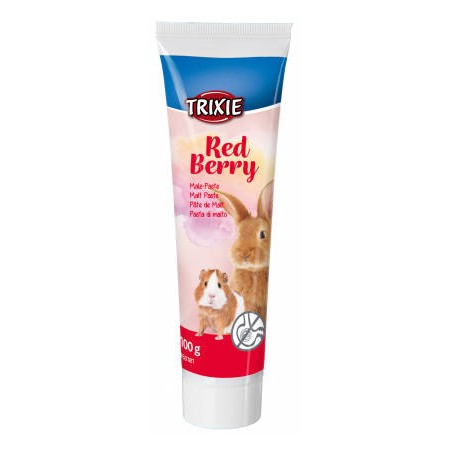 TRIXIE
Red
Berry
Malz-Paste
Malt Paste
Pâte de Malt
Pasta di malto
100 g